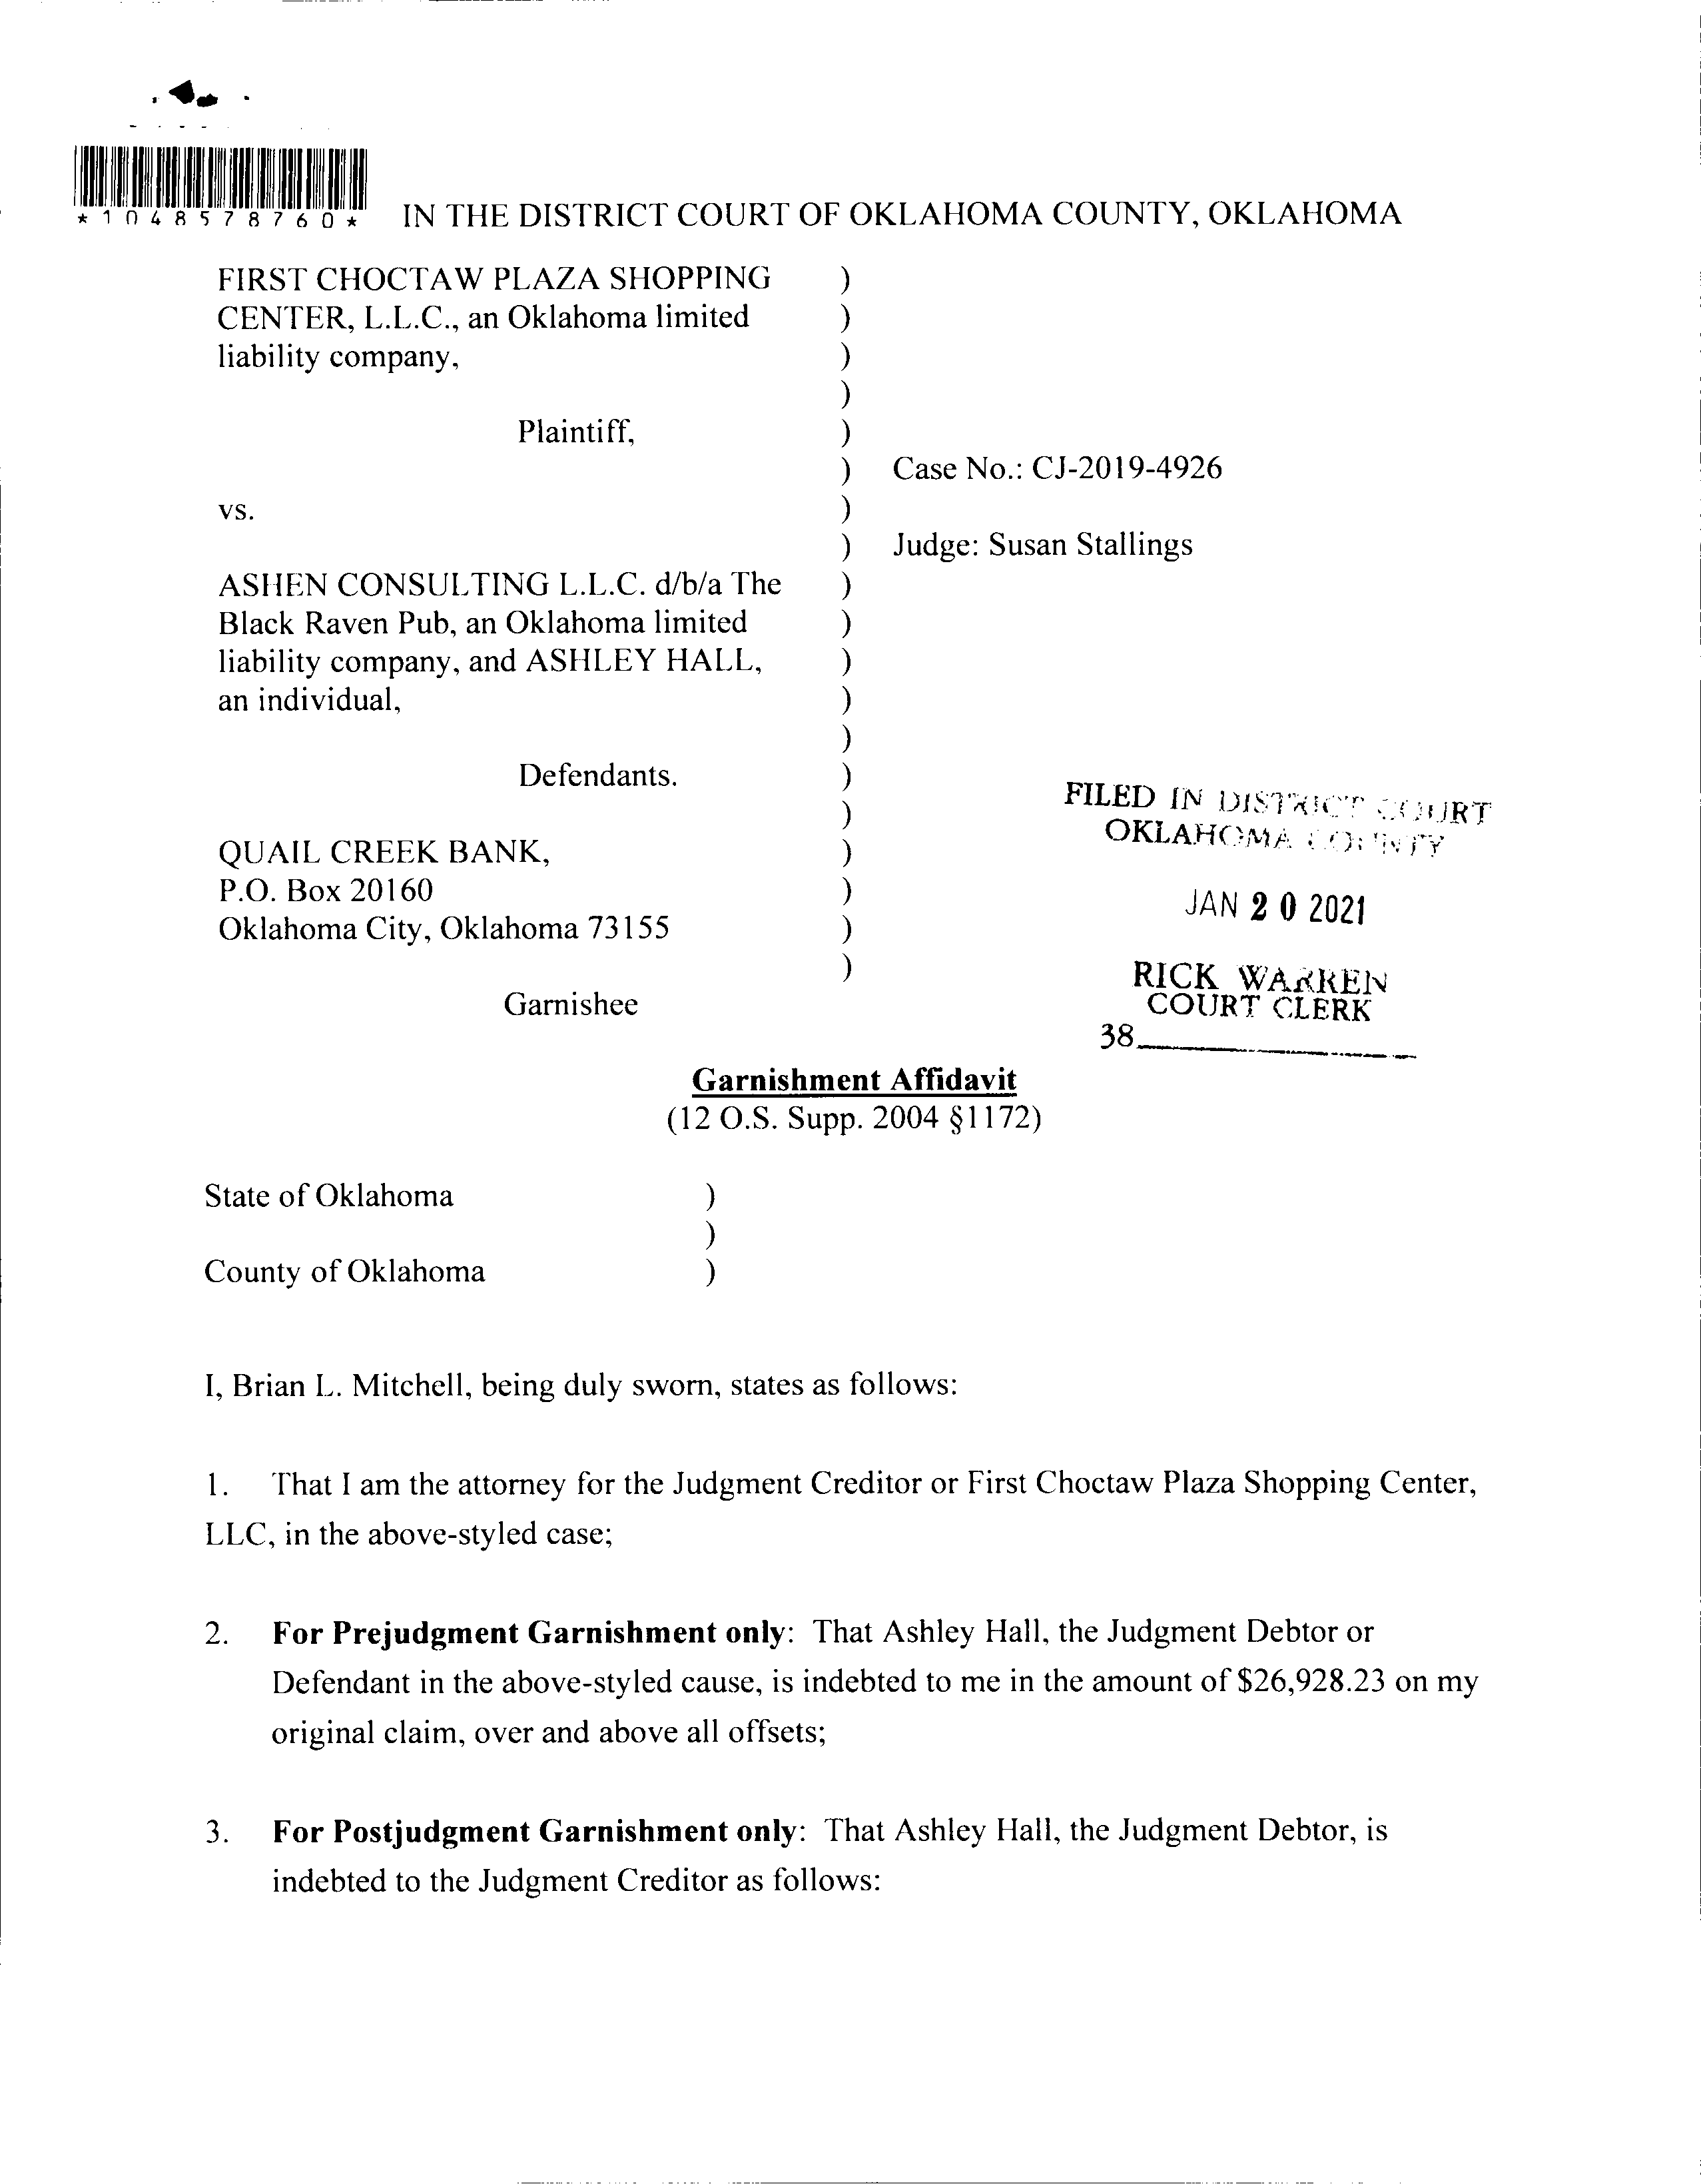 *1048578760*
IN THE DISTRICT COURT OF OKLAHOMA COUNTY, OKLAHOMA
FIRST CHOCTAW PLAZA SHOPPING )
CENTER, L.L.C., an Oklahoma limited )
liability company, )
)
Plaintiff, )
) Case No.: CJ-2019-4926
vs. )
) Judge: Susan Stallings
ASHEN CONSULTING L.L.C. d/b/a The )
Black Raven Pub, an Oklahoma limited )
liability company, and ASHLEY HALL, )
an individual, )
)
Defendants. )
)
QUAIL CREEK BANK, )
P.O. Box 20160 )
Oklahoma City, Oklahoma 73155 )
)
Garnishee
FILED IN DISTRICT COURT
OKLAHOMA COUNTY
JAN 20 2021
RICK WARREN
COURT CLERK
38
Garnishment Affidavit
(12 O.S. Supp. 2004 §1172)
State of Oklahoma )
)
County of Oklahoma )
I, Brian L. Mitchell, being duly sworn, states as follows:
1. That I am the attorney for the Judgment Creditor or First Choctaw Plaza Shopping Center,
LLC, in the above-styled case;
2. For Prejudgment Garnishment only: That Ashley Hall, the Judgment Debtor or
Defendant in the above-styled cause, is indebted to me in the amount of $26,928.23 on my
original claim, over and above all offsets;
3. For Postjudgment Garnishment only: That Ashley Hall, the Judgment Debtor, is
indebted to the Judgment Creditor as follows: